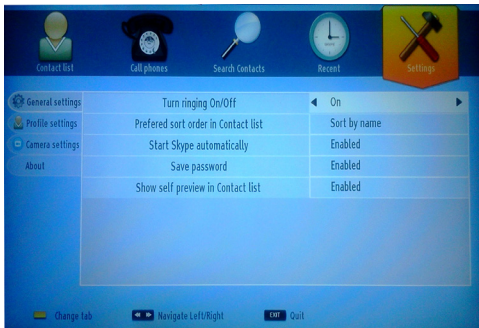 Contact list Call phones Search Contacts Recent Settings
General settings Turn ringing On/Off On
Profile settings Prefered sort order in Contact list Sort by name
Camera settings Start Skype automatically Enabled
About Save password Enabled
Show self preview in Contact list Enabled
Change tab Navigate Left/Right EXIT Quit